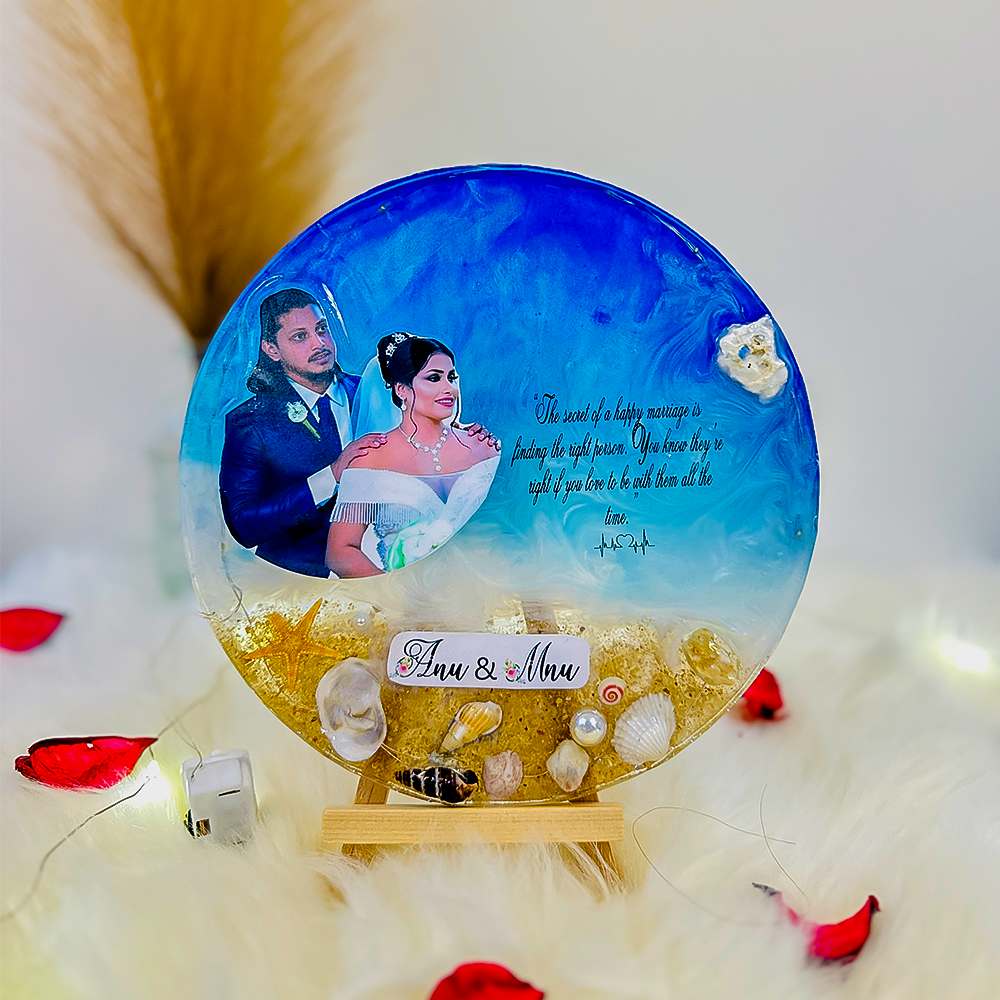 “The secret of a happy marriage is
finding the right person. You know they're
right if you love to be with them all the
time.”
Anu & Mnu